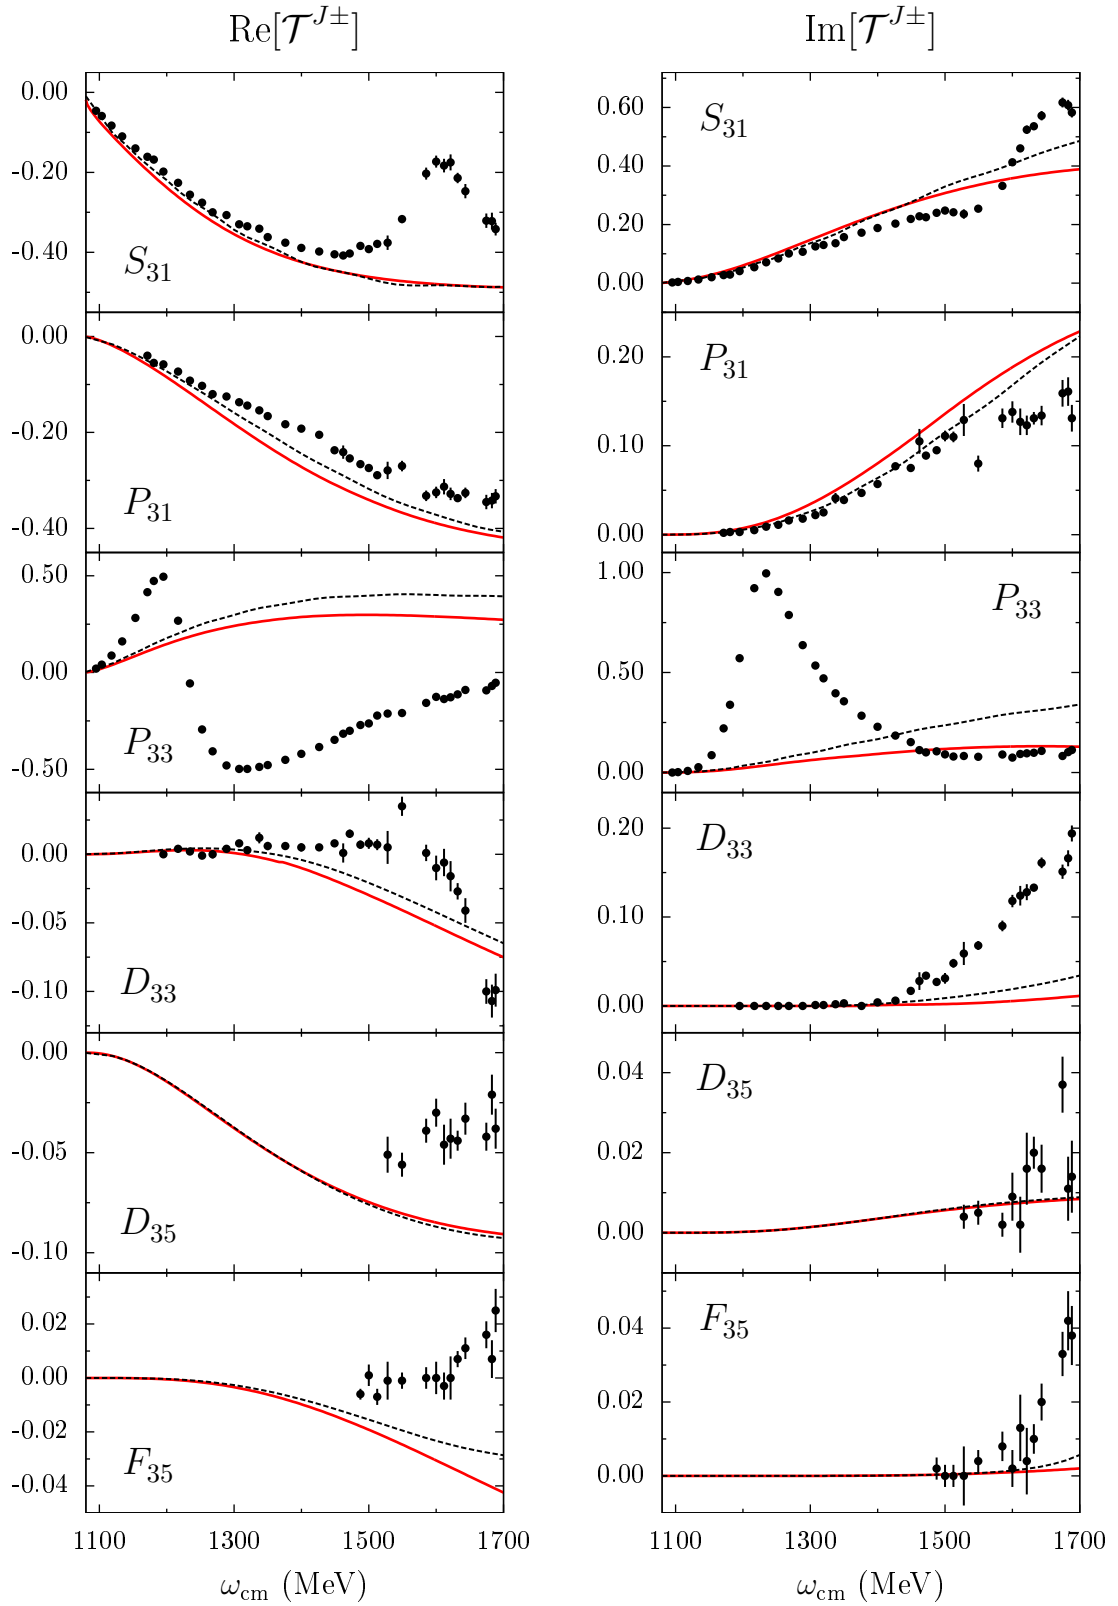 Re[𝒯^{J±}]
Im[𝒯^{J±}]
0.00
-0.20
-0.40
S₃₁
0.60
0.40
0.20
0.00
S₃₁
0.00
-0.20
-0.40
P₃₁
0.20
0.10
0.00
P₃₁
0.50
0.00
-0.50
P₃₃
1.00
0.50
0.00
P₃₃
0.00
-0.05
-0.10
D₃₃
0.20
0.10
0.00
D₃₃
0.00
-0.05
-0.10
D₃₅
0.04
0.02
0.00
D₃₅
0.02
0.00
-0.02
-0.04
F₃₅
0.04
0.02
0.00
F₃₅
1100 1300 1500 1700
ω_cm (MeV)
1100 1300 1500 1700
ω_cm (MeV)